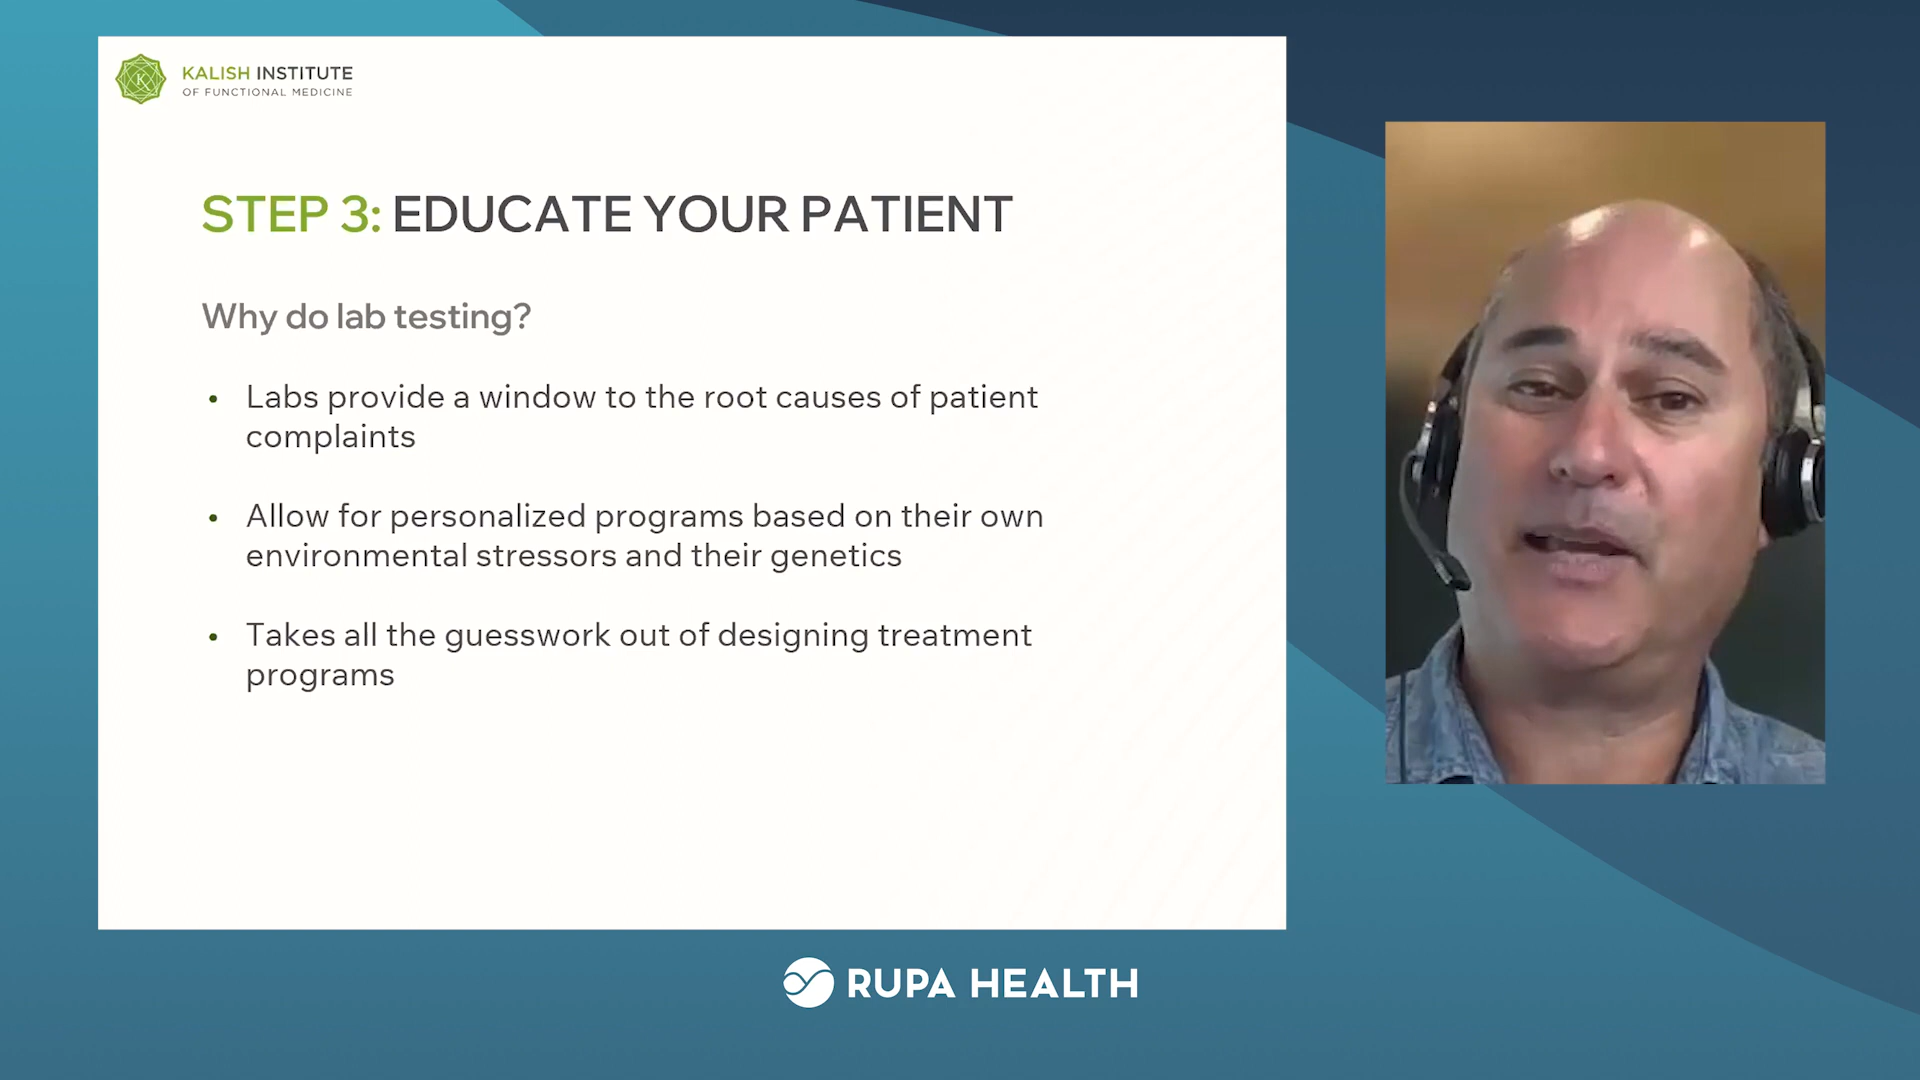 KALISH INSTITUTE
OF FUNCTIONAL MEDICINE
STEP 3: EDUCATE YOUR PATIENT
Why do lab testing?
• Labs provide a window to the root causes of patient
complaints
• Allow for personalized programs based on their own
environmental stressors and their genetics
• Takes all the guesswork out of designing treatment
programs
RUPA HEALTH